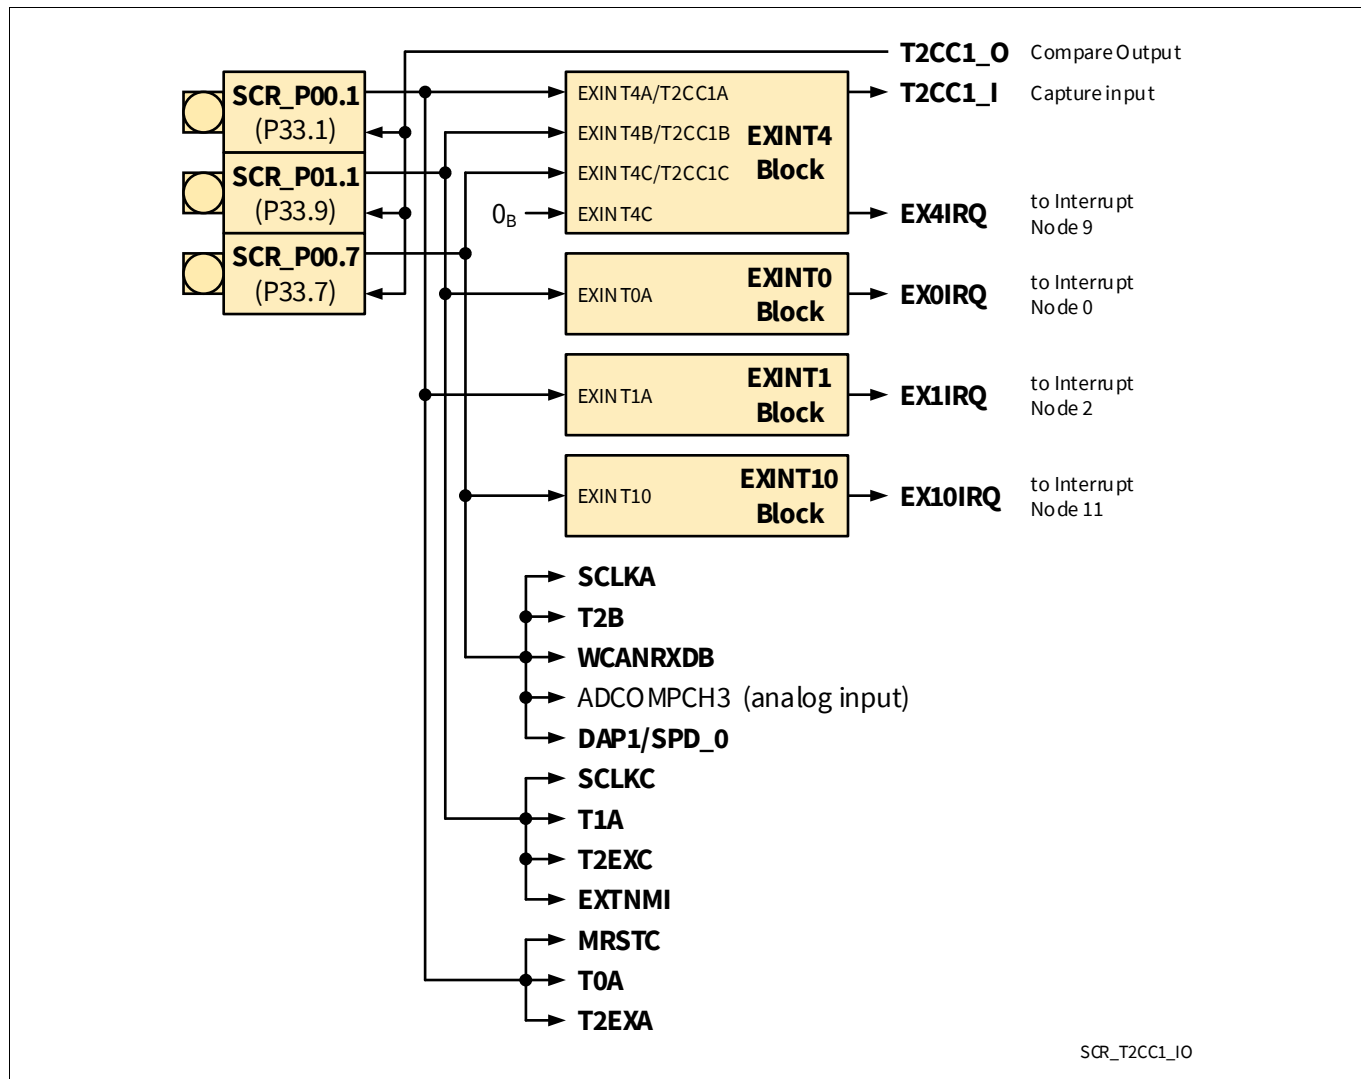 T2CC1_O Compare Output
SCR_P00.1
(P33.1)
EXINT4A/T2CC1A
T2CC1_I Capture input
EXINT4B/T2CC1B
EXINT4
Block
SCR_P01.1
(P33.9)
EXINT4C/T2CC1C
0B
EXINT4C
EX4IRQ
to Interrupt
Node 9
SCR_P00.7
(P33.7)
EXINT0A
EXINT0
Block
EX0IRQ
to Interrupt
Node 0
EXINT1A
EXINT1
Block
EX1IRQ
to Interrupt
Node 2
EXINT10
EXINT10
Block
EX10IRQ
to Interrupt
Node 11
SCLKA
T2B
WCANRXDB
ADCOMPCH3 (analog input)
DAP1/SPD_0
SCLKC
T1A
T2EXC
EXTNMI
MRSTC
T0A
T2EXA
SCR_T2CC1_IO